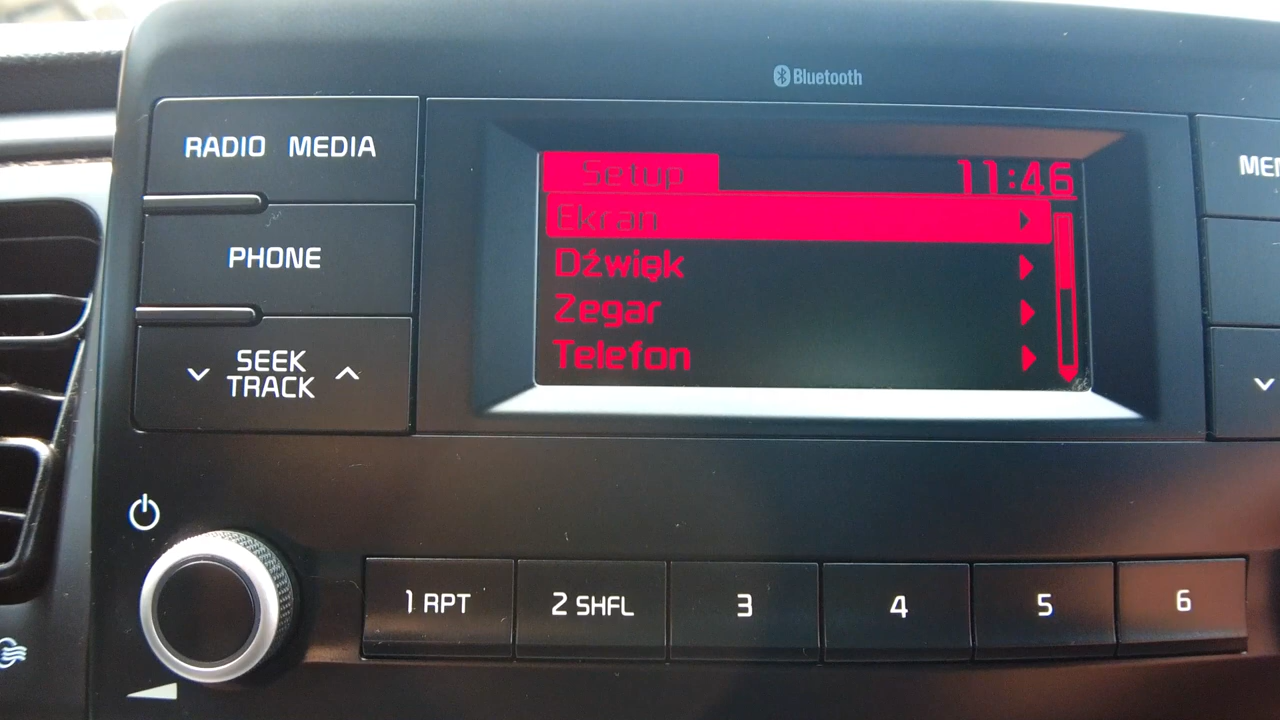 Bluetooth
RADIO MEDIA
PHONE
SEEK
TRACK
Setup 11:46
Ekran
Dźwięk
Zegar
Telefon
1 RPT 2 SHFL 3 4 5 6